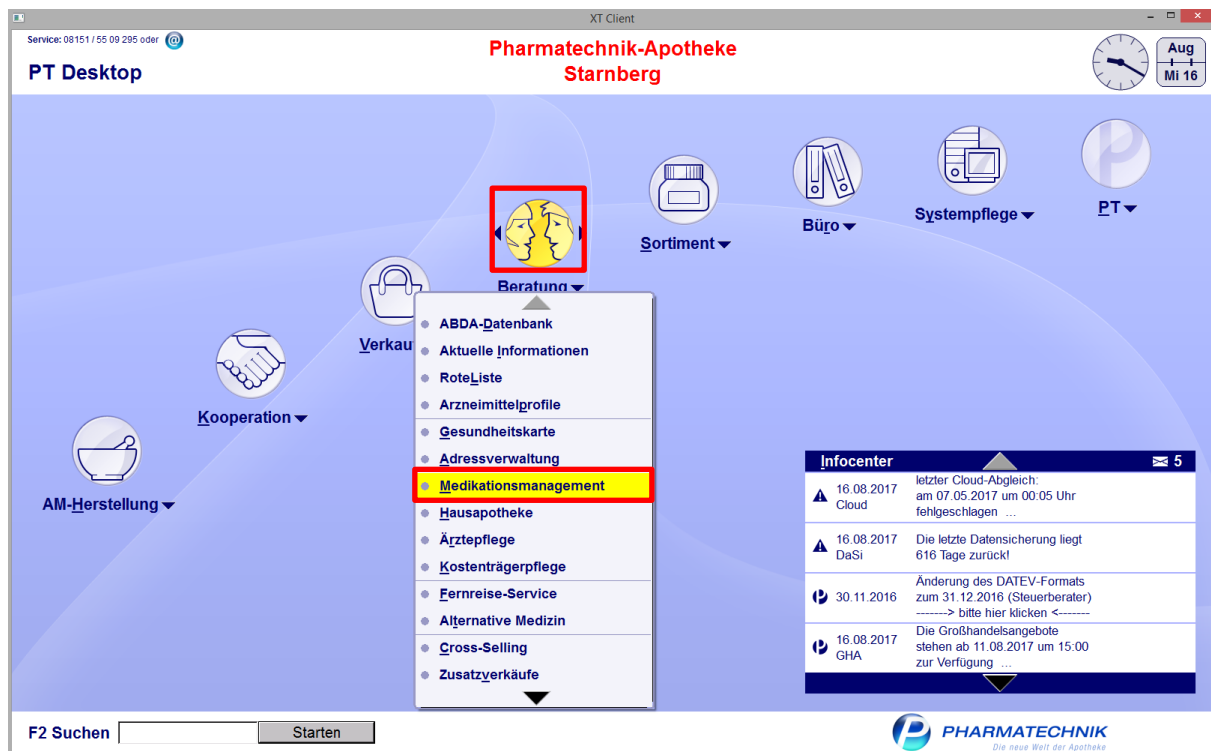 XT Client
Service: 08151 / 55 09 295 oder @
PT Desktop
Pharmatechnik-Apotheke
Starnberg
Aug
Mi 16
PT
Systempflege
Büro
Sortiment
Beratung
Verkau
Kooperation
AM-Herstellung
ABDA-Datenbank
Aktuelle Informationen
RoteListe
Arzneimittelprofile
Gesundheitskarte
Adressverwaltung
Medikationsmanagement
Hausapotheke
Ärztepflege
Kostenträgerpflege
Fernreise-Service
Alternative Medizin
Cross-Selling
Zusatzverkäufe
Infocenter 5
16.08.2017 letzter Cloud-Abgleich:
Cloud am 07.05.2017 um 00:05 Uhr
fehlgeschlagen ...
16.08.2017 Die letzte Datensicherung liegt
DaSi 616 Tage zurück!
Änderung des DATEV-Formats
30.11.2016 zum 31.12.2016 (Steuerberater)
-------> bitte hier klicken <-------
16.08.2017 Die Großhandelsangebote
GHA stehen ab 11.08.2017 um 15:00
zur Verfügung ...
F2 Suchen Starten
PHARMATECHNIK
Die neue Welt der Apotheke